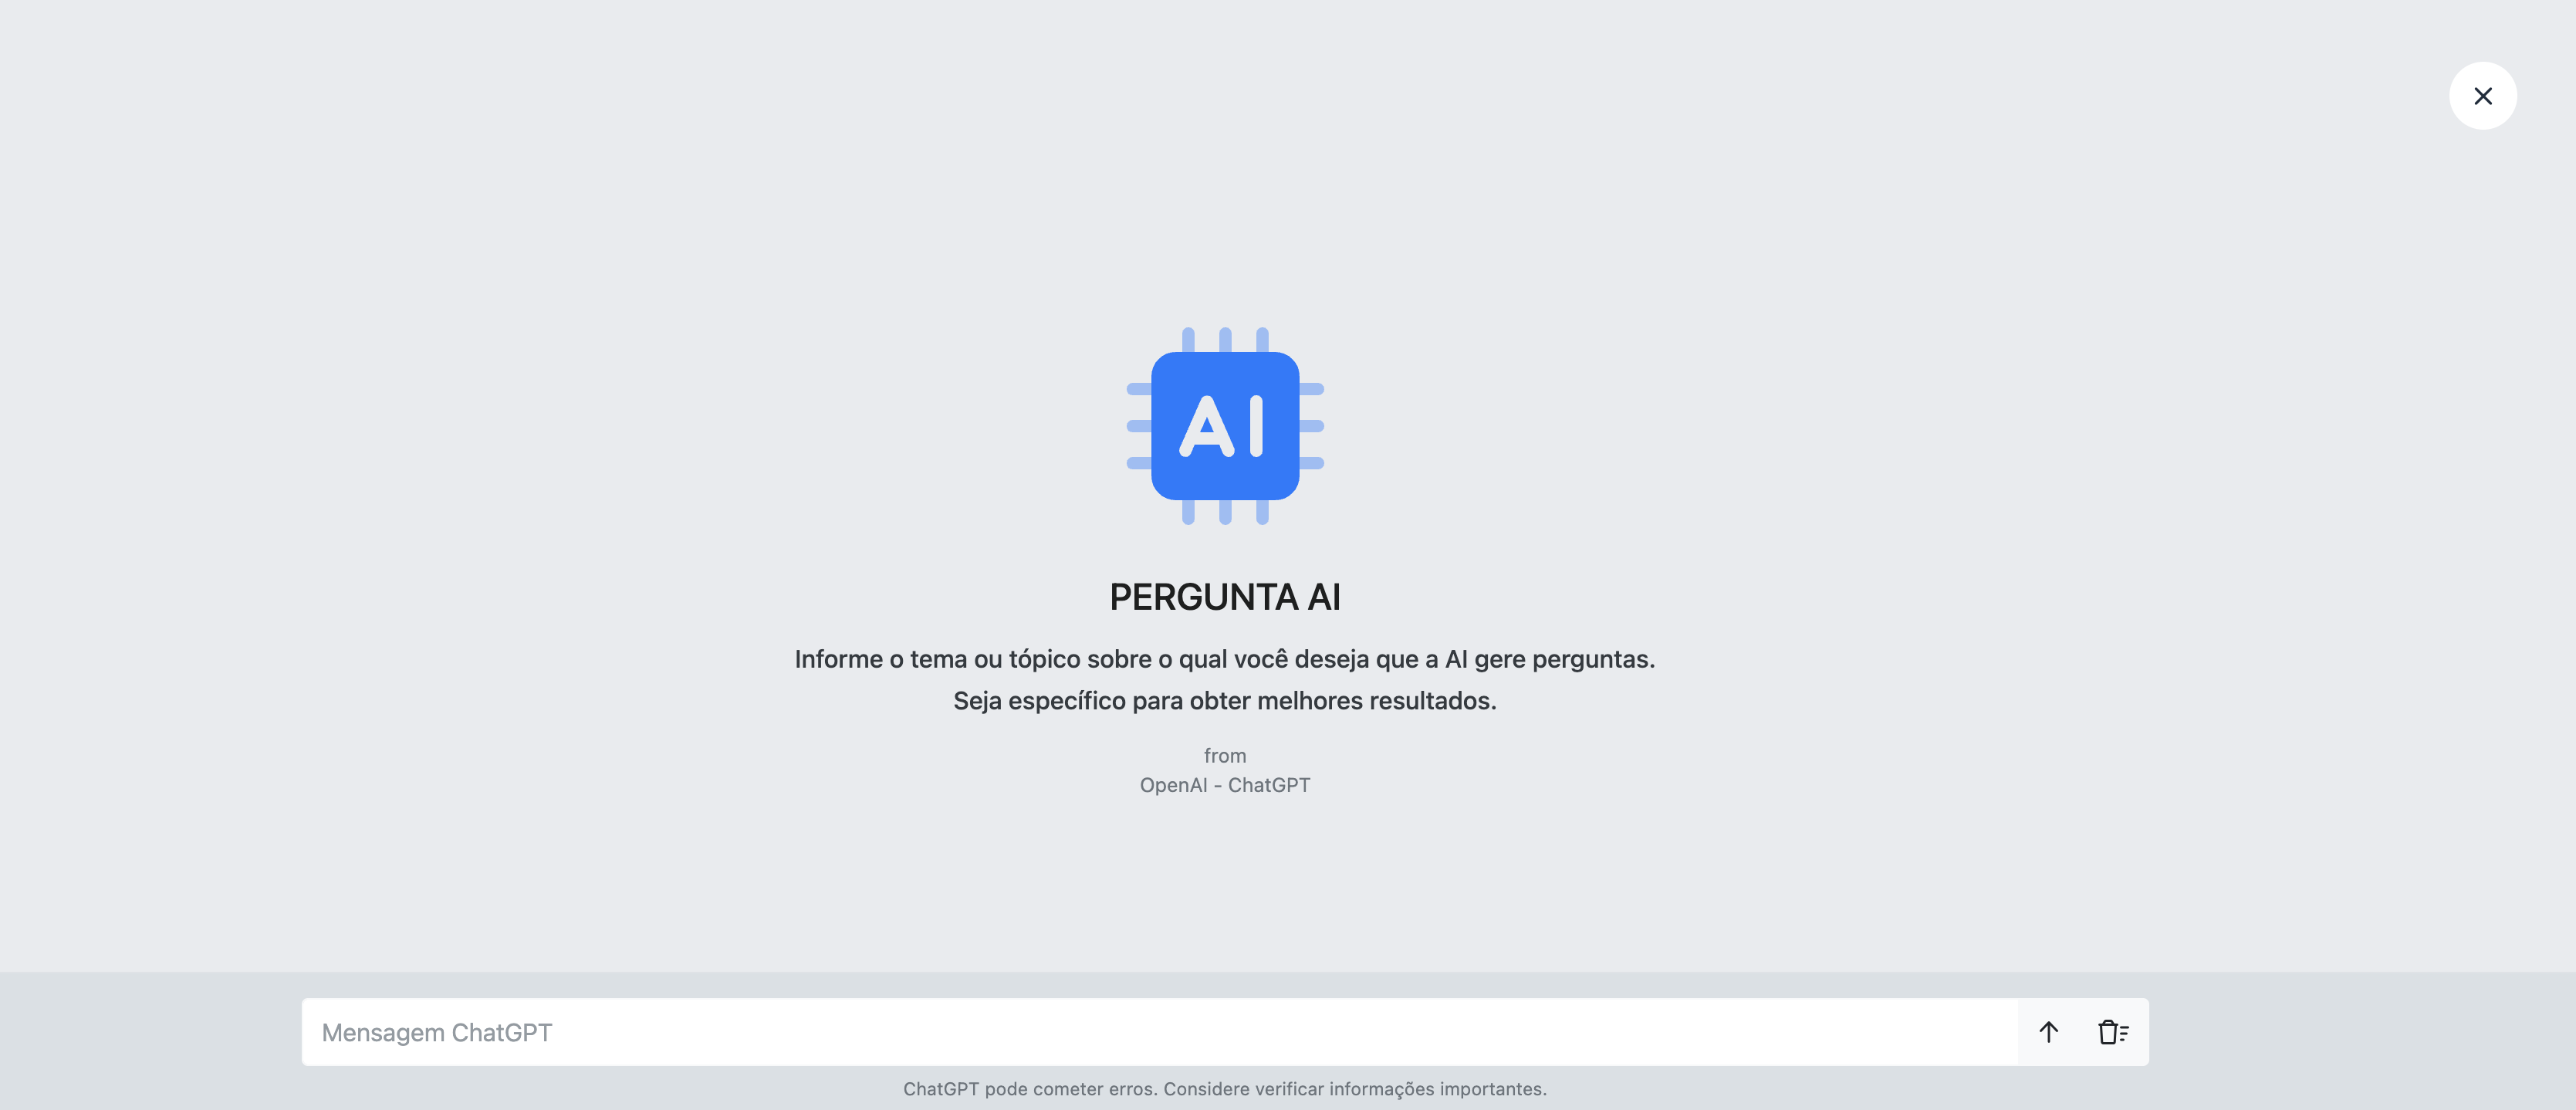 AI
PERGUNTA AI
Informe o tema ou tópico sobre o qual você deseja que a AI gere perguntas.
Seja específico para obter melhores resultados.
from
OpenAI - ChatGPT
Mensagem ChatGPT
ChatGPT pode cometer erros. Considere verificar informações importantes.